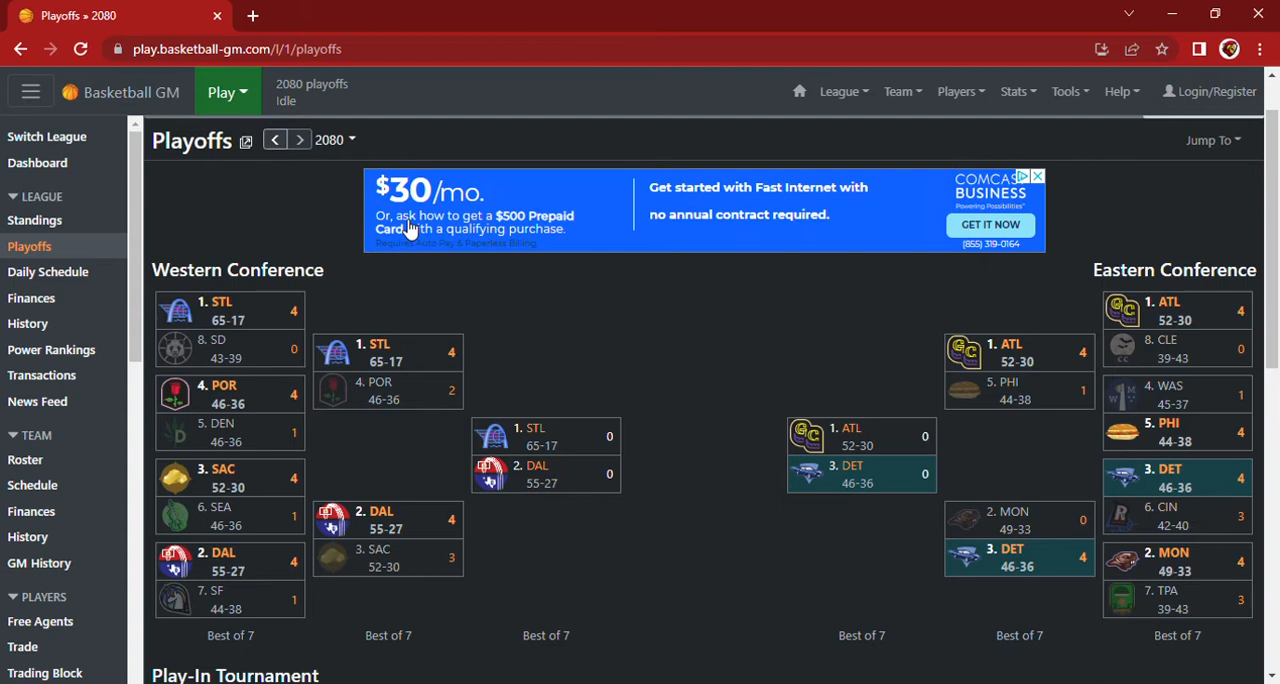 Playoffs » 2080
play.basketball-gm.com/l/1/playoffs
Basketball GM
Play
2080 playoffs
Idle
League
Team
Players
Stats
Tools
Help
Login/Register
Switch League
Dashboard
LEAGUE
Standings
Playoffs
Daily Schedule
Finances
History
Power Rankings
Transactions
News Feed
TEAM
Roster
Schedule
Finances
History
GM History
PLAYERS
Free Agents
Trade
Trading Block
Playoffs
2080
Jump To
$30/mo.
Or, ask how to get a $500 Prepaid
Card with a qualifying purchase.
Requires Auto Pay & Paperless Billing.
Get started with Fast Internet with
no annual contract required.
COMCAST
BUSINESS
Powering Possibilities™
GET IT NOW
(855) 319-0164
Western Conference
Eastern Conference
1. STL 4
65-17
8. SD 0
43-39
4. POR 4
46-36
5. DEN 1
46-36
3. SAC 4
52-30
6. SEA 1
46-36
2. DAL 4
55-27
7. SF 1
44-38
Best of 7
1. STL 4
65-17
4. POR 2
46-36
2. DAL 4
55-27
3. SAC 3
52-30
Best of 7
1. STL 0
65-17
2. DAL 0
55-27
Best of 7
1. ATL 0
52-30
3. DET 0
46-36
Best of 7
1. ATL 4
52-30
5. PHI 1
44-38
2. MON 0
49-33
3. DET 4
46-36
Best of 7
1. ATL 4
52-30
8. CLE 0
39-43
4. WAS 1
45-37
5. PHI 4
44-38
3. DET 4
46-36
6. CIN 3
42-40
2. MON 4
49-33
7. TPA 3
39-43
Best of 7
Play-In Tournament